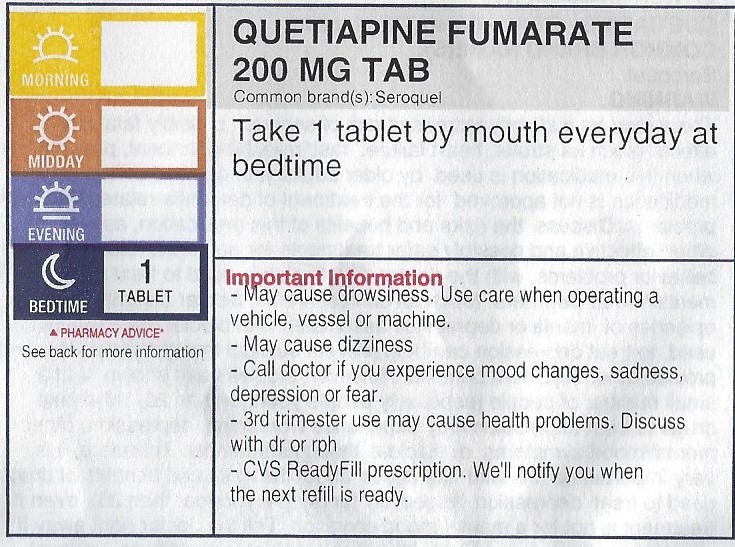 MORNING
MIDDAY
EVENING
BEDTIME
1
TABLET
▲ PHARMACY ADVICE*
See back for more information
QUETIAPINE FUMARATE
200 MG TAB
Common brand(s): Seroquel
Take 1 tablet by mouth everyday at
bedtime
Important Information
- May cause drowsiness. Use care when operating a
vehicle, vessel or machine.
- May cause dizziness
- Call doctor if you experience mood changes, sadness,
depression or fear.
- 3rd trimester use may cause health problems. Discuss
with dr or rph
- CVS ReadyFill prescription. We'll notify you when
the next refill is ready.